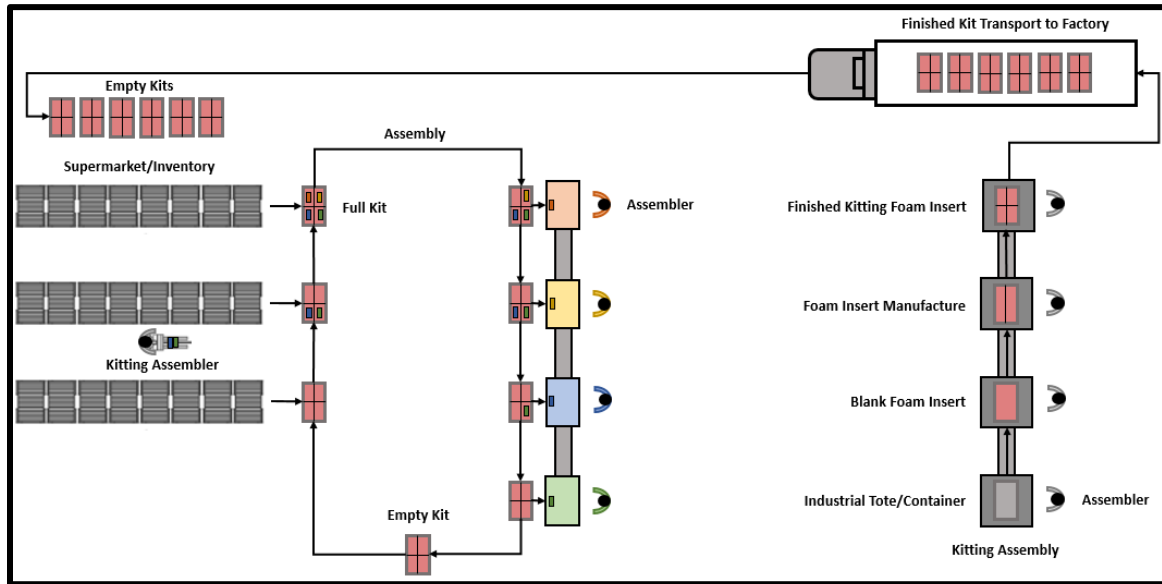 Finished Kit Transport to Factory
Empty Kits
Assembly
Supermarket/Inventory
Full Kit
Assembler
Finished Kitting Foam Insert
Foam Insert Manufacture
Kitting Assembler
Blank Foam Insert
Industrial Tote/Container
Assembler
Empty Kit
Kitting Assembly